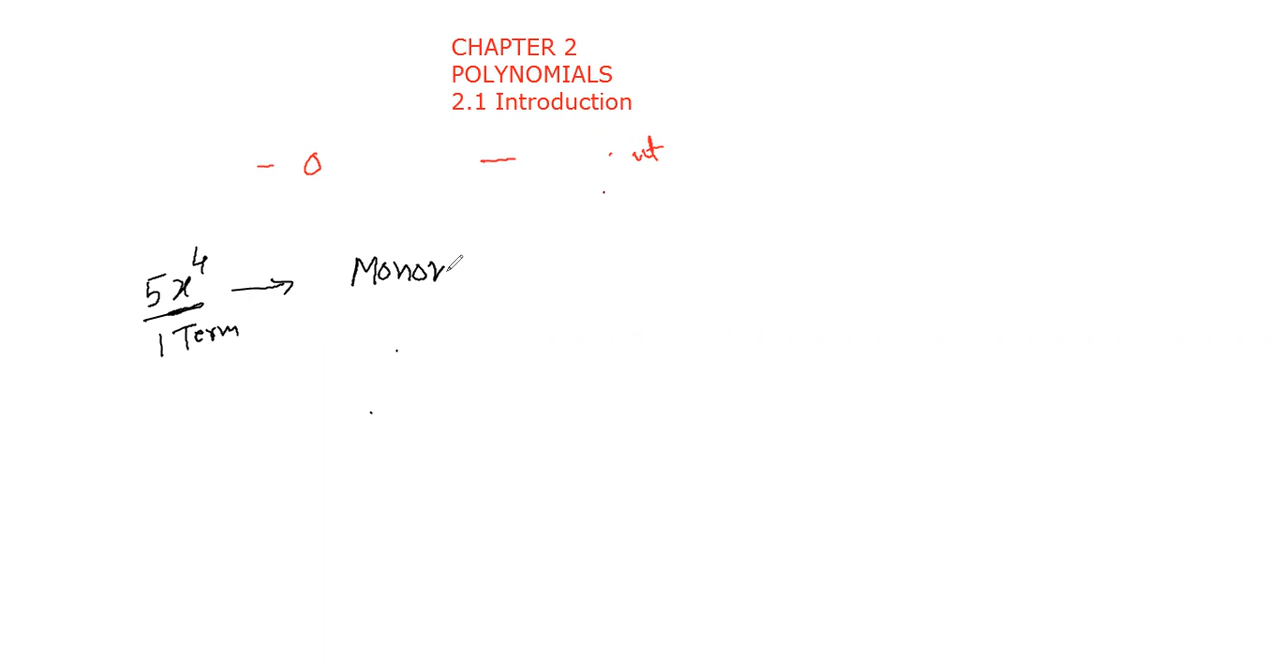 CHAPTER 2
POLYNOMIALS
2.1 Introduction
5x⁴ → Monor
1 Term